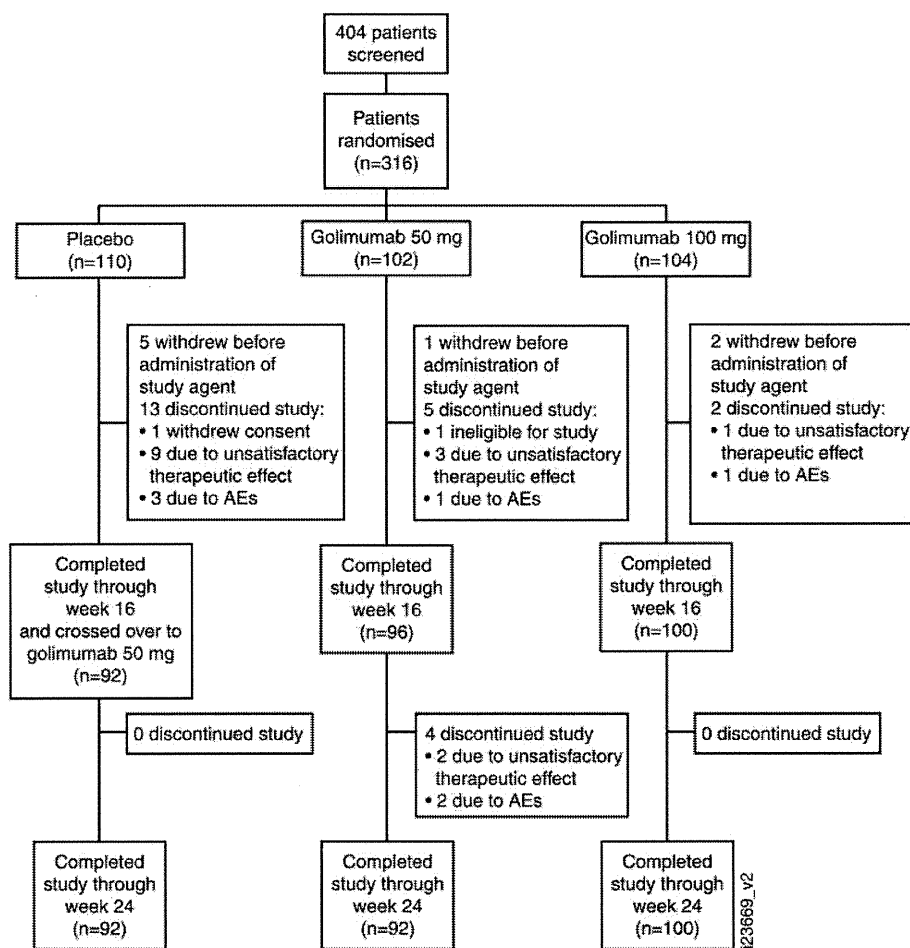 404 patients
screened
Patients
randomised
(n=316)
Placebo
(n=110)
Golimumab 50 mg
(n=102)
Golimumab 100 mg
(n=104)
5 withdrew before
administration of
study agent
13 discontinued study:
• 1 withdrew consent
• 9 due to unsatisfactory
therapeutic effect
• 3 due to AEs
1 withdrew before
administration of
study agent
5 discontinued study:
• 1 ineligible for study
• 3 due to unsatisfactory
therapeutic effect
• 1 due to AEs
2 withdrew before
administration of
study agent
2 discontinued study:
• 1 due to unsatisfactory
therapeutic effect
• 1 due to AEs
Completed
study through
week 16
and crossed over to
golimumab 50 mg
(n=92)
Completed
study through
week 16
(n=96)
Completed
study through
week 16
(n=100)
0 discontinued study
4 discontinued study
• 2 due to unsatisfactory
therapeutic effect
• 2 due to AEs
0 discontinued study
Completed
study through
week 24
(n=92)
Completed
study through
week 24
(n=92)
Completed
study through
week 24
(n=100)
i23669_v2